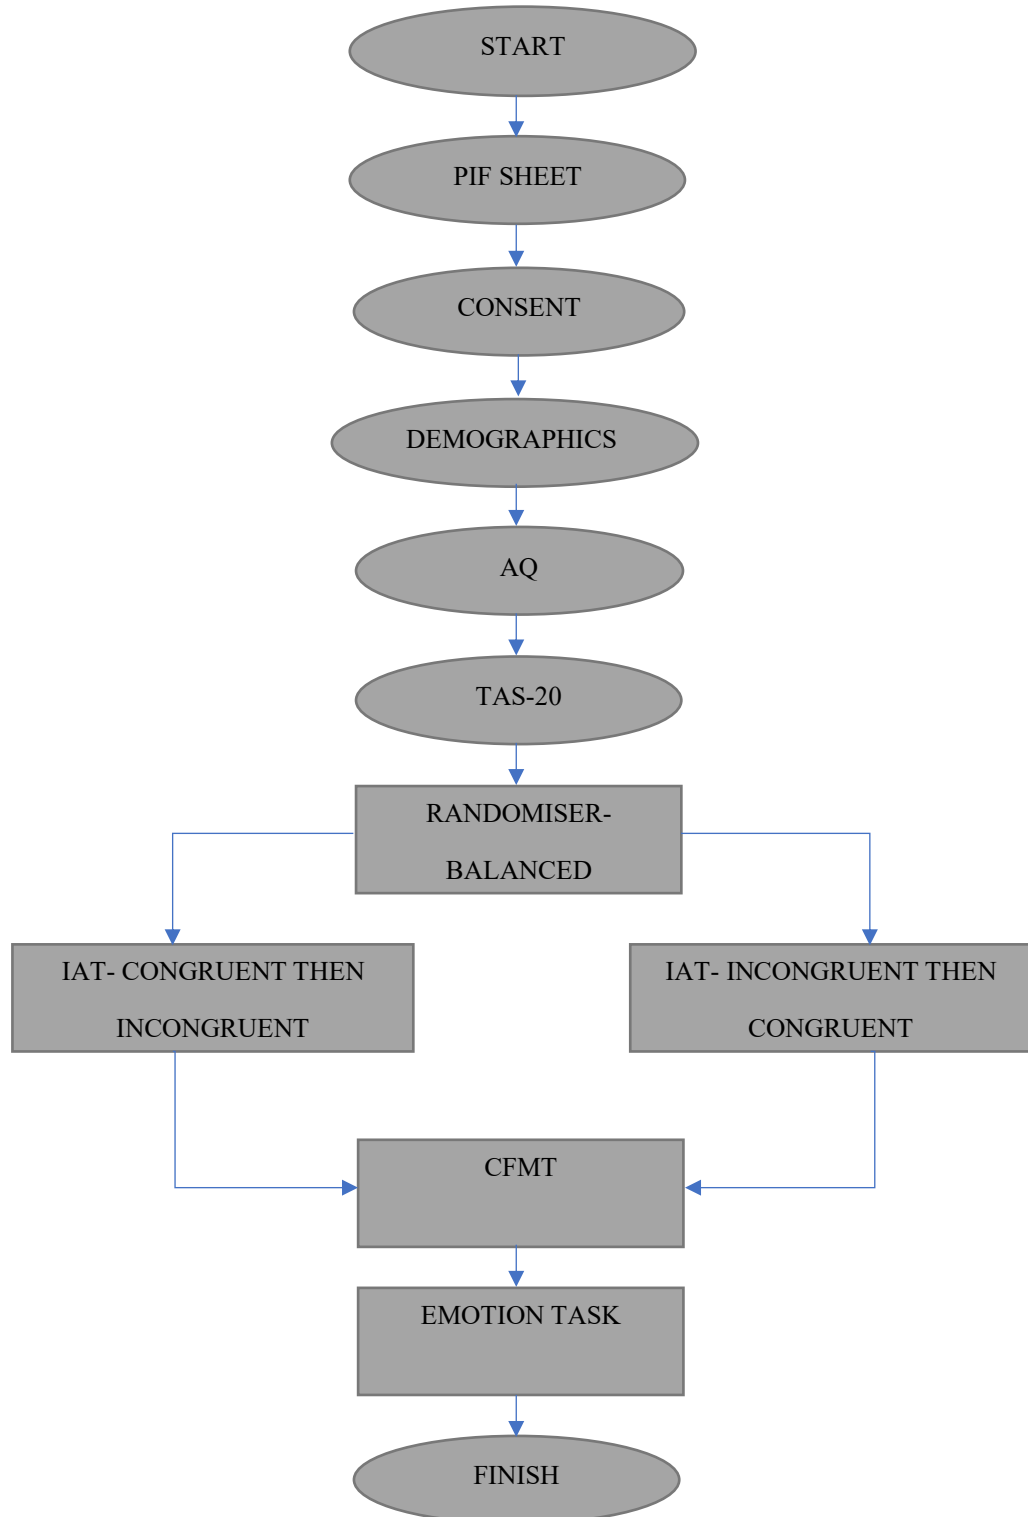 START
PIF SHEET
CONSENT
DEMOGRAPHICS
AQ
TAS-20
RANDOMISER-
BALANCED
IAT- CONGRUENT THEN
INCONGRUENT
IAT- INCONGRUENT THEN
CONGRUENT
CFMT
EMOTION TASK
FINISH